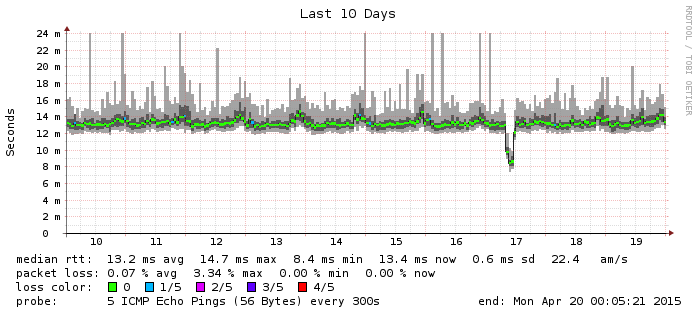 Last 10 Days
RRDTOOL / TOBI OETIKER
Seconds
24 m
22 m
20 m
18 m
16 m
14 m
12 m
10 m
8 m
6 m
4 m
2 m
0
10 11 12 13 14 15 16 17 18 19
median rtt: 13.2 ms avg 14.7 ms max 8.4 ms min 13.4 ms now 0.6 ms sd 22.4 am/s
packet loss: 0.07 % avg 3.34 % max 0.00 % min 0.00 % now
loss color: 0 1/5 2/5 3/5 4/5
probe: 5 ICMP Echo Pings (56 Bytes) every 300s end: Mon Apr 20 00:05:21 2015